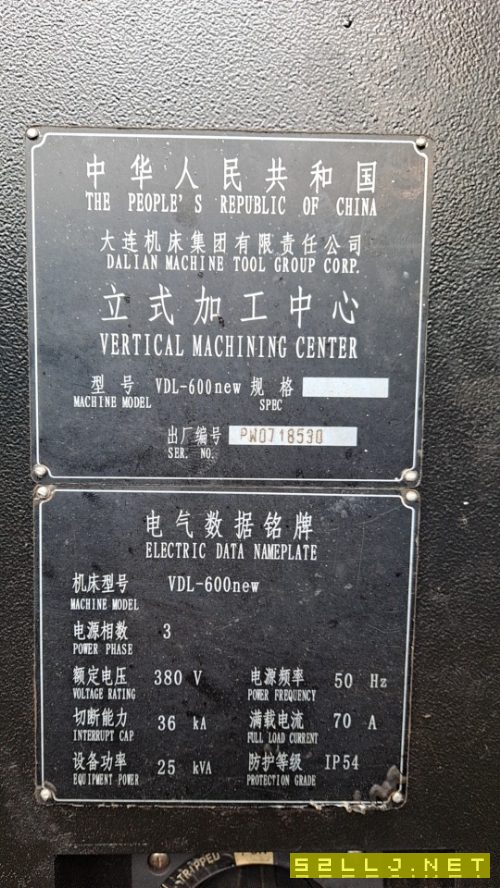 中华人民共和国
THE PEOPLE'S REPUBLIC OF CHINA
大连机床集团有限责任公司
DALIAN MACHINE TOOL GROUP CORP.
立式加工中心
VERTICAL MACHINING CENTER
型号 VDL-600new 规格
MACHINE MODEL SPEC
出厂编号 PW0718530
SER. NO.
电气数据铭牌
ELECTRIC DATA NAMEPLATE
机床型号 VDL-600new
MACHINE MODEL
电源相数 3
POWER PHASE
额定电压 380 V 电源频率 50 Hz
VOLTAGE RATING POWER FREQUENCY
切断能力 36 kA 满载电流 70 A
INTERRUPT CAP FULL LOAD CURRENT
设备功率 25 kVA 防护等级 IP54
EQUIPMENT POWER PROTECTION GRADE
TRIPPED
52LLJ.NET